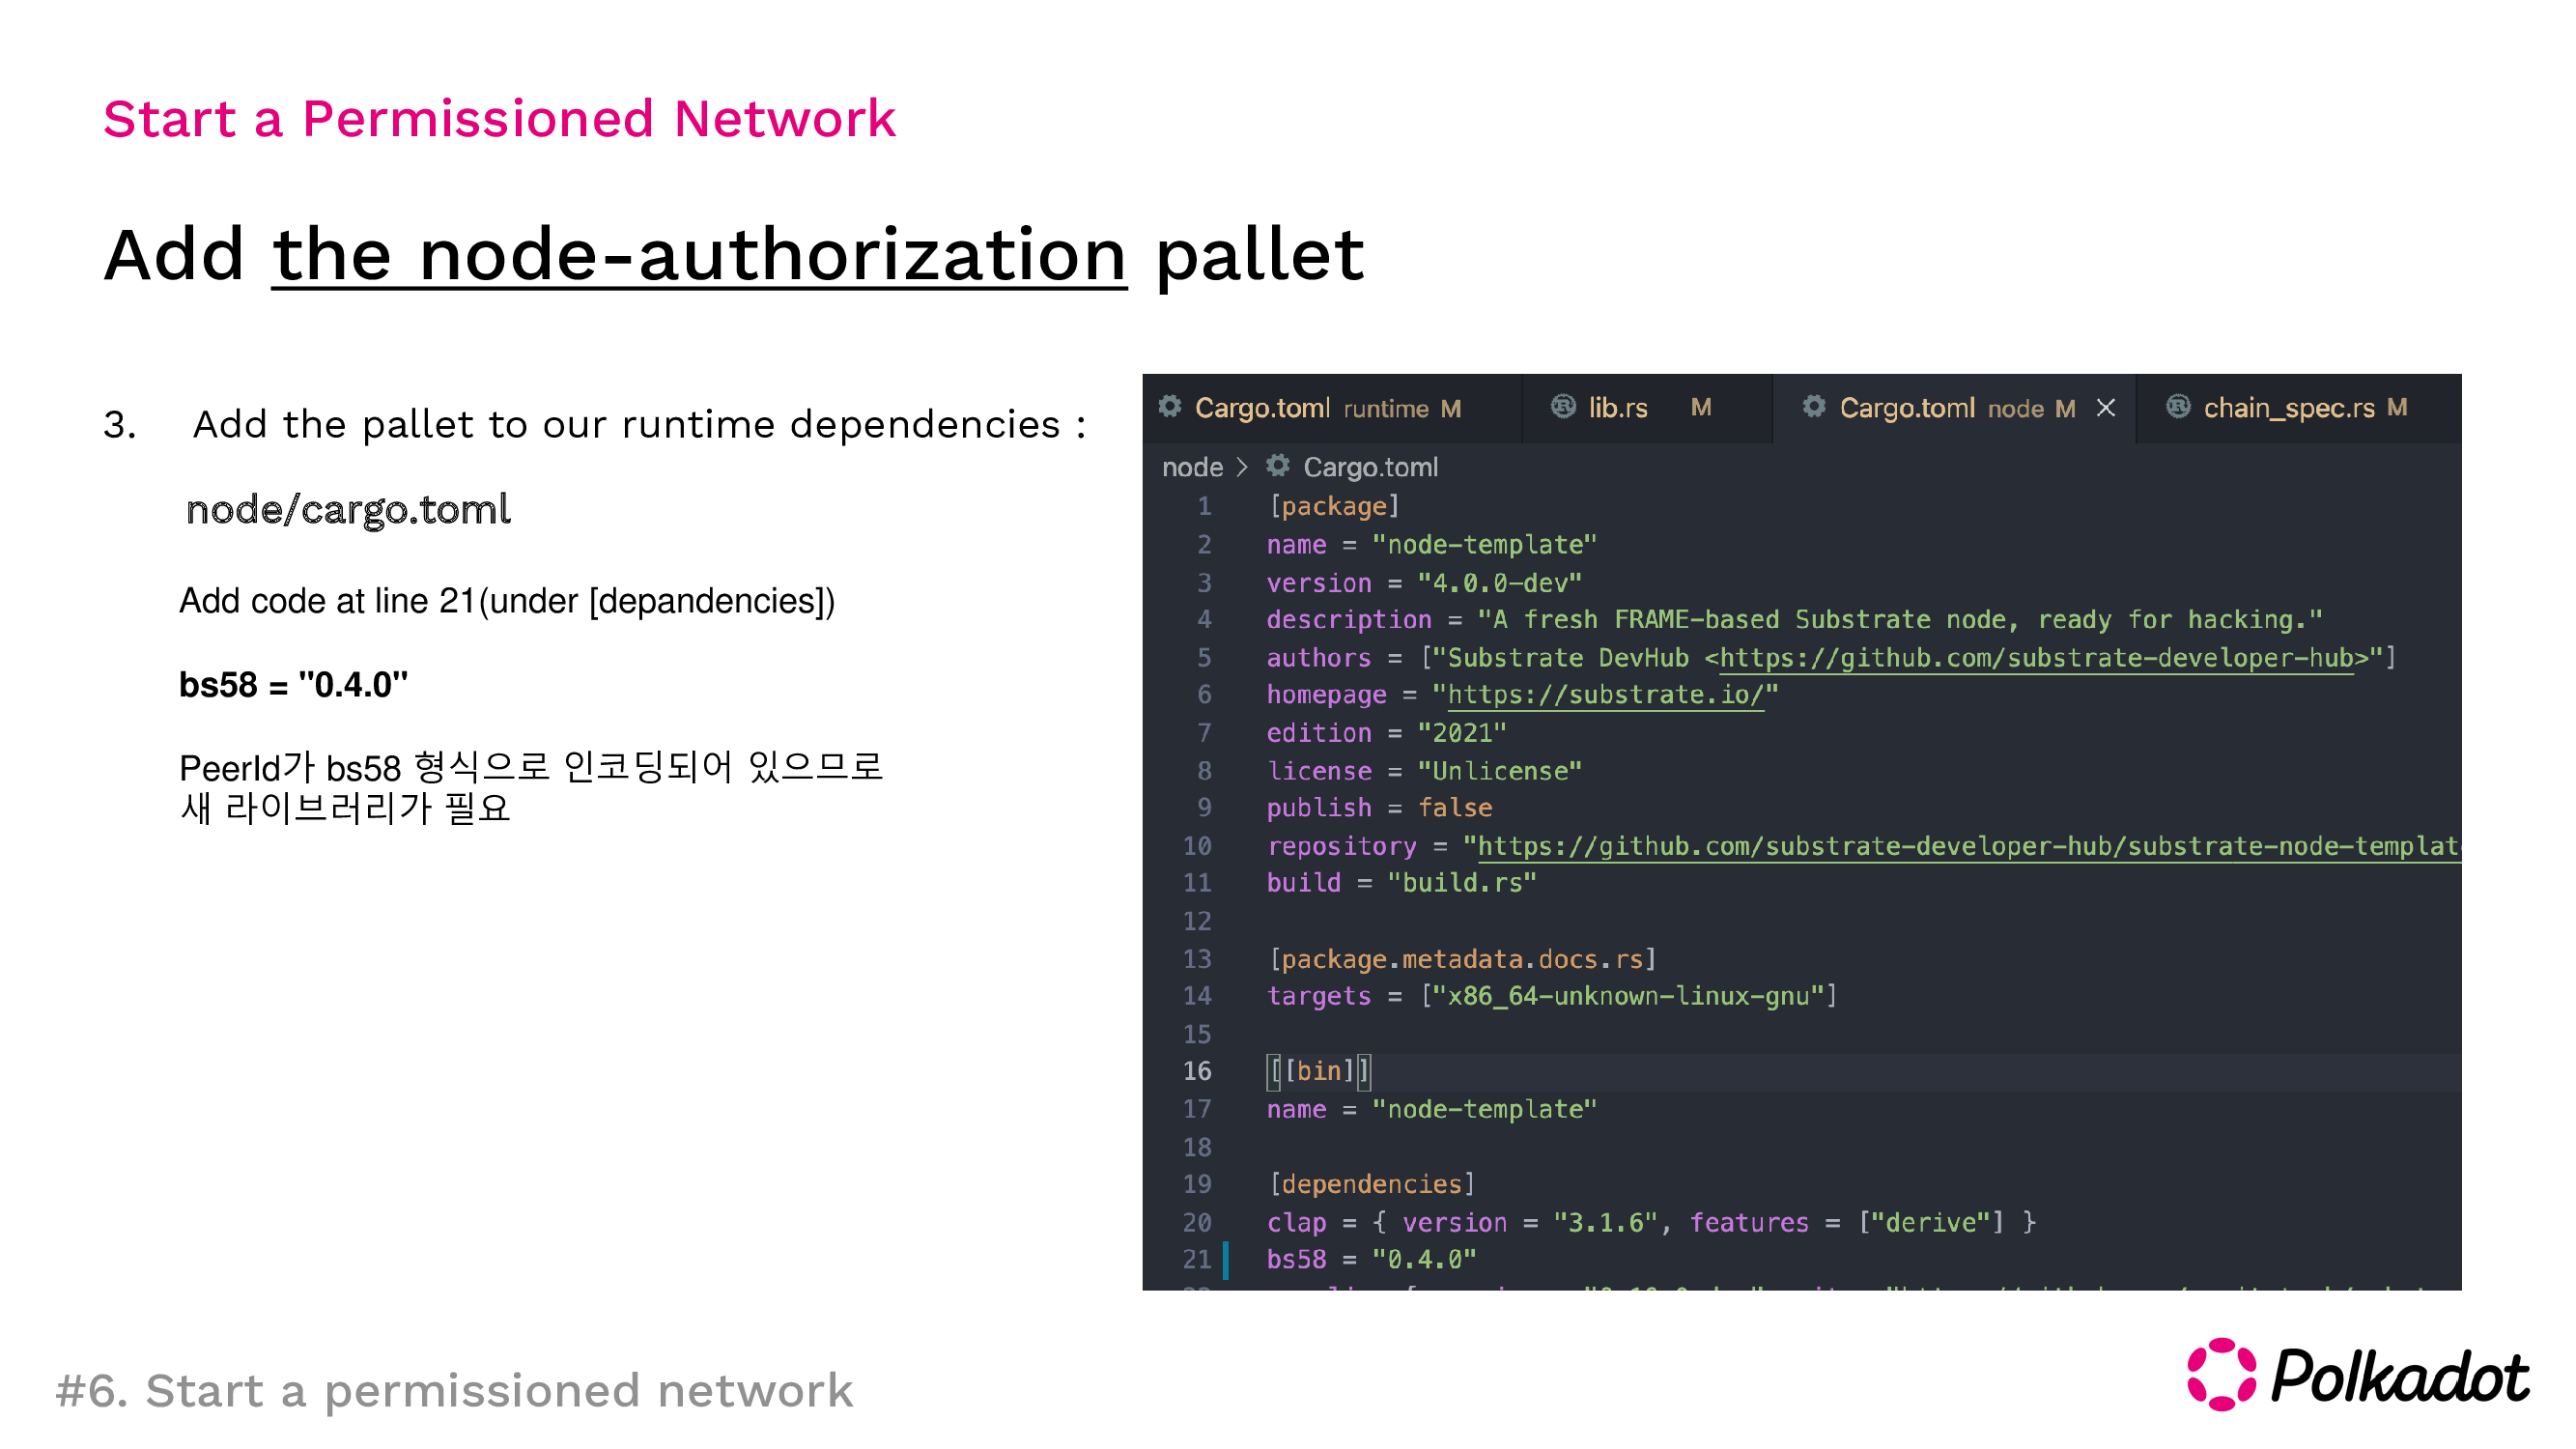 Start a Permissioned Network
Add the node-authorization pallet
3. Add the pallet to our runtime dependencies :
node/cargo.toml
Add code at line 21(under [depandencies])
bs58 = "0.4.0"
PeerId가 bs58 형식으로 인코딩되어 있으므로
새 라이브러리가 필요
Cargo.toml runtime M lib.rs M Cargo.toml node M × chain_spec.rs M
node > Cargo.toml
1 [package]
2 name = "node-template"
3 version = "4.0.0-dev"
4 description = "A fresh FRAME-based Substrate node, ready for hacking."
5 authors = ["Substrate DevHub <https://github.com/substrate-developer-hub>"]
6 homepage = "https://substrate.io/"
7 edition = "2021"
8 license = "Unlicense"
9 publish = false
10 repository = "https://github.com/substrate-developer-hub/substrate-node-templat
11 build = "build.rs"
12
13 [package.metadata.docs.rs]
14 targets = ["x86_64-unknown-linux-gnu"]
15
16 [[bin]]
17 name = "node-template"
18
19 [dependencies]
20 clap = { version = "3.1.6", features = ["derive"] }
21 bs58 = "0.4.0"
#6. Start a permissioned network
Polkadot